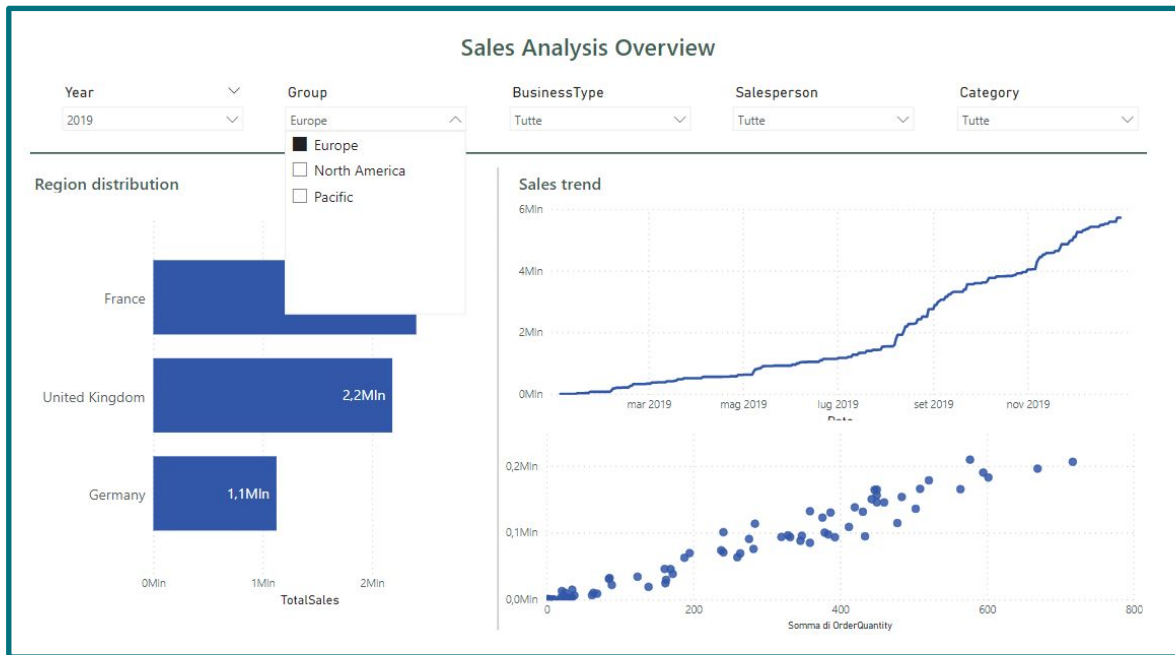 Sales Analysis Overview
Year Group BusinessType Salesperson Category
2019 Europe Tutte Tutte Tutte
Europe
North America
Pacific
Region distribution
France
United Kingdom 2,2Mln
Germany 1,1Mln
0Mln 1Mln 2Mln
TotalSales
Sales trend
6Mln
4Mln
2Mln
0Mln
mar 2019 mag 2019 lug 2019 set 2019 nov 2019
0,2Mln
0,1Mln
0,0Mln
0 200 400 600 800
Somma di OrderQuantity